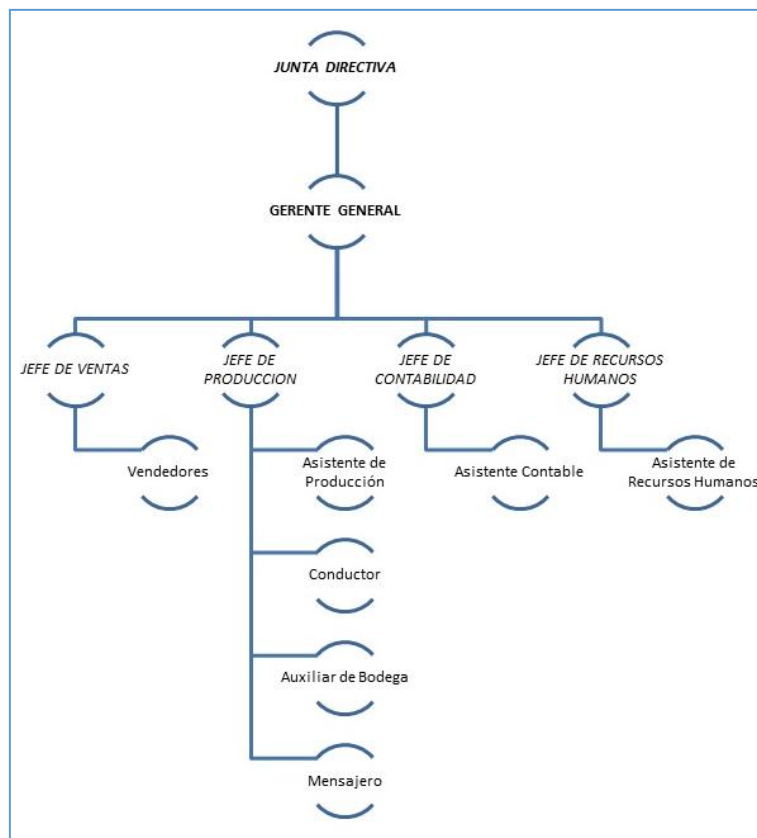 JUNTA DIRECTIVA
GERENTE GENERAL
JEFE DE VENTAS
JEFE DE
PRODUCCION
JEFE DE
CONTABILIDAD
JEFE DE RECURSOS
HUMANOS
Vendedores
Asistente de
Producción
Asistente Contable
Asistente de
Recursos Humanos
Conductor
Auxiliar de Bodega
Mensajero